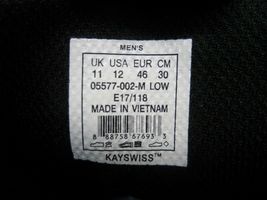 MEN'S
UK USA EUR CM
11 12 46 30
05577-002-M LOW
E17/118
MADE IN VIETNAM
8 88758 67693 3
KAYSWISS™